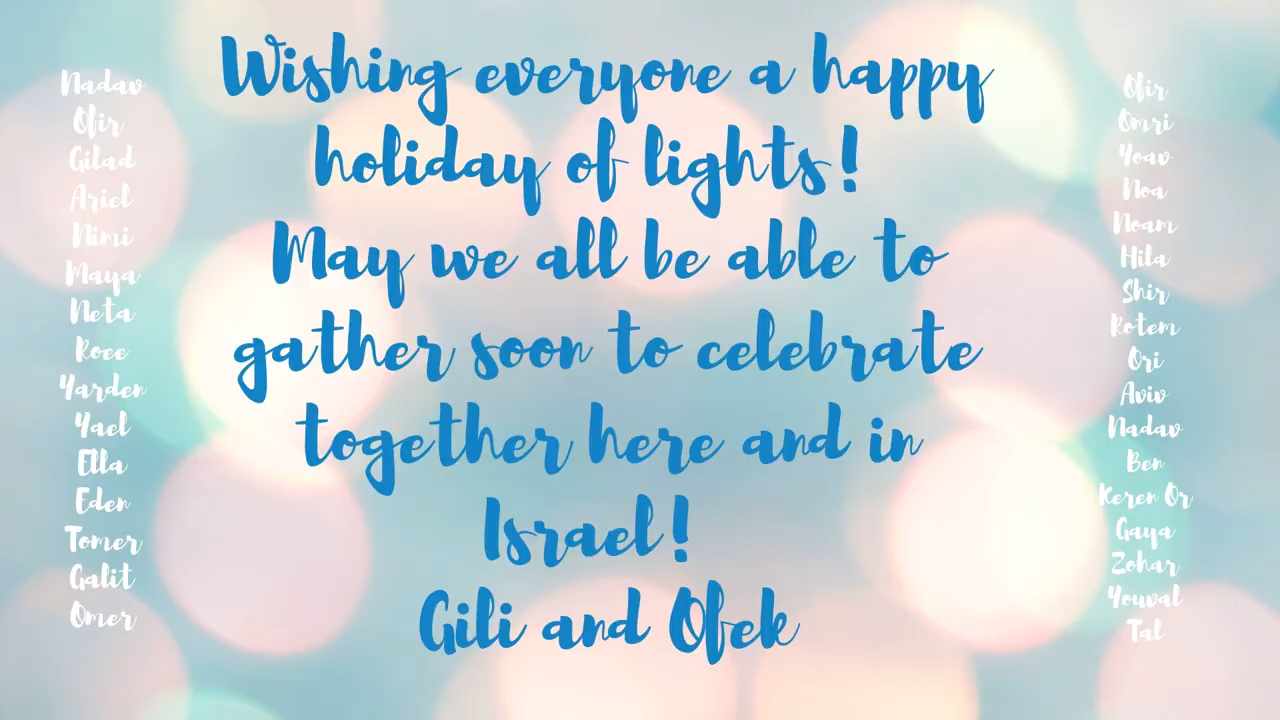 Wishing everyone a happy
holiday of lights!
May we all be able to
gather soon to celebrate
together here and in
Israel!
Gili and Ofek
Nadav
Ofir
Gilad
Ariel
Nimi
Maya
Neta
Roee
Yarden
Yael
Ella
Eden
Tomer
Galit
Omer
Ofir
Omri
Yoav
Noa
Noam
Hila
Shir
Rotem
Ori
Aviv
Nadav
Ben
Keren Or
Gaya
Zohar
Youval
Tal